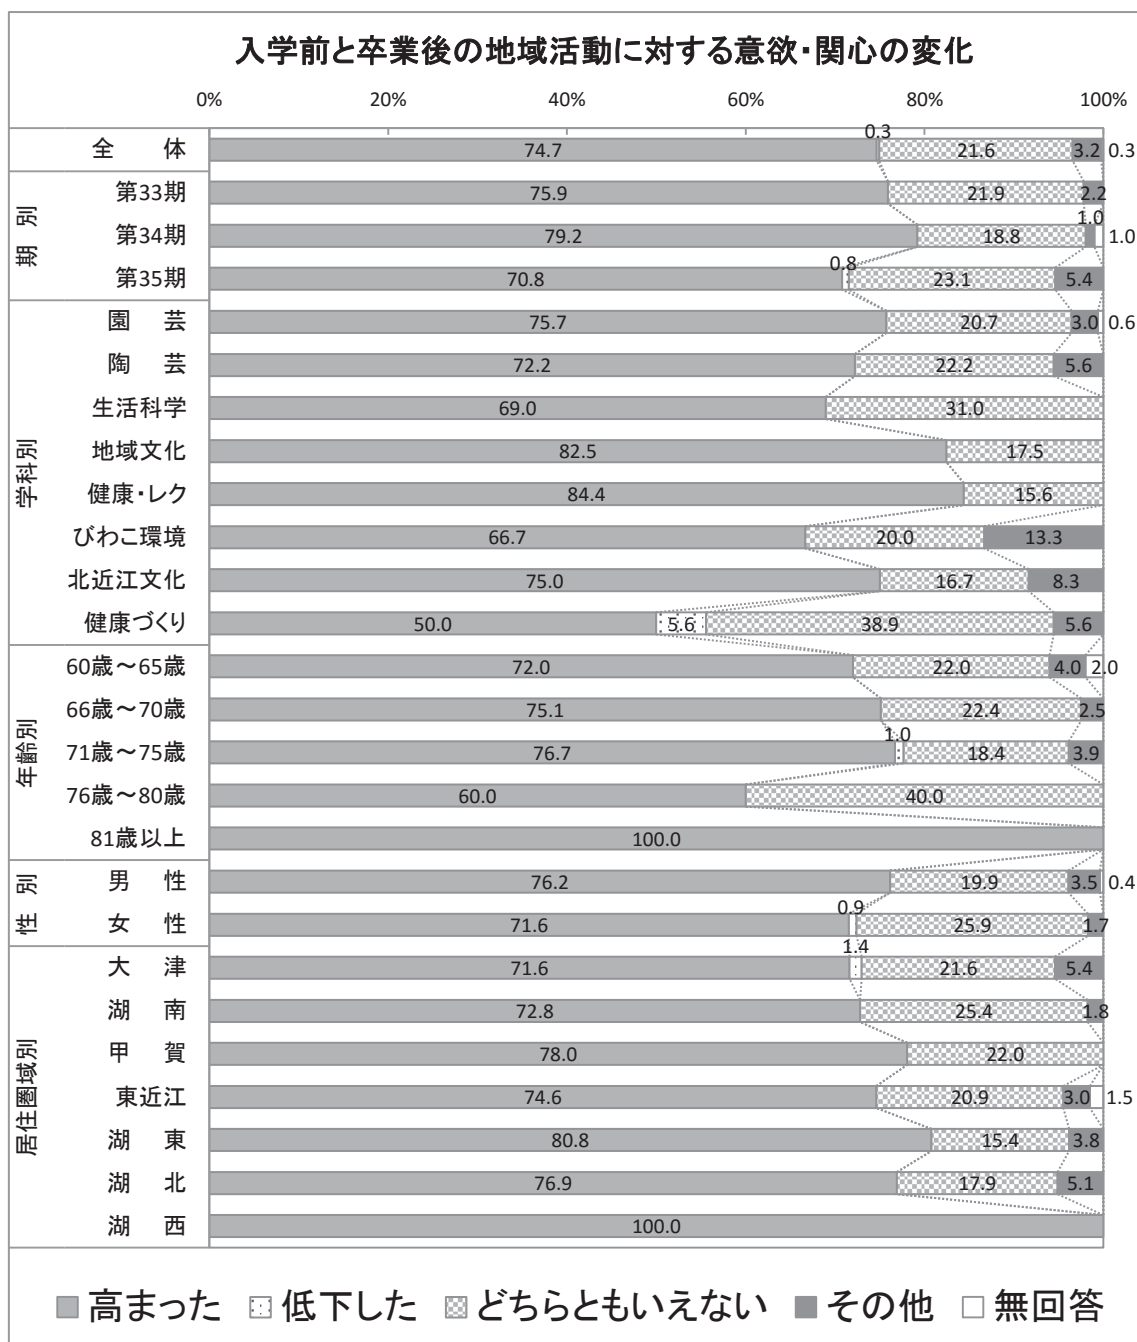 入学前と卒業後の地域活動に対する意欲・関心の変化
0% 20% 40% 60% 80% 100%
全 体 74.7 0.3 21.6 3.2 0.3
期 別
第33期 75.9 21.9 2.2
第34期 79.2 18.8 1.0 1.0
第35期 70.8 0.8 23.1 5.4
学科別
園 芸 75.7 20.7 3.0 0.6
陶 芸 72.2 22.2 5.6
生活科学 69.0 31.0
地域文化 82.5 17.5
健康・レク 84.4 15.6
びわこ環境 66.7 20.0 13.3
北近江文化 75.0 16.7 8.3
健康づくり 50.0 5.6 38.9 5.6
年齢別
60歳～65歳 72.0 22.0 4.0 2.0
66歳～70歳 75.1 22.4 2.5
71歳～75歳 76.7 1.0 18.4 3.9
76歳～80歳 60.0 40.0
81歳以上 100.0
性 別
男 性 76.2 19.9 3.5 0.4
女 性 71.6 0.9 25.9 1.7
居住圏域別
大 津 71.6 1.4 21.6 5.4
湖 南 72.8 25.4 1.8
甲 賀 78.0 22.0
東近江 74.6 20.9 3.0 1.5
湖 東 80.8 15.4 3.8
湖 北 76.9 17.9 5.1
湖 西 100.0
高まった 低下した どちらともいえない その他 無回答